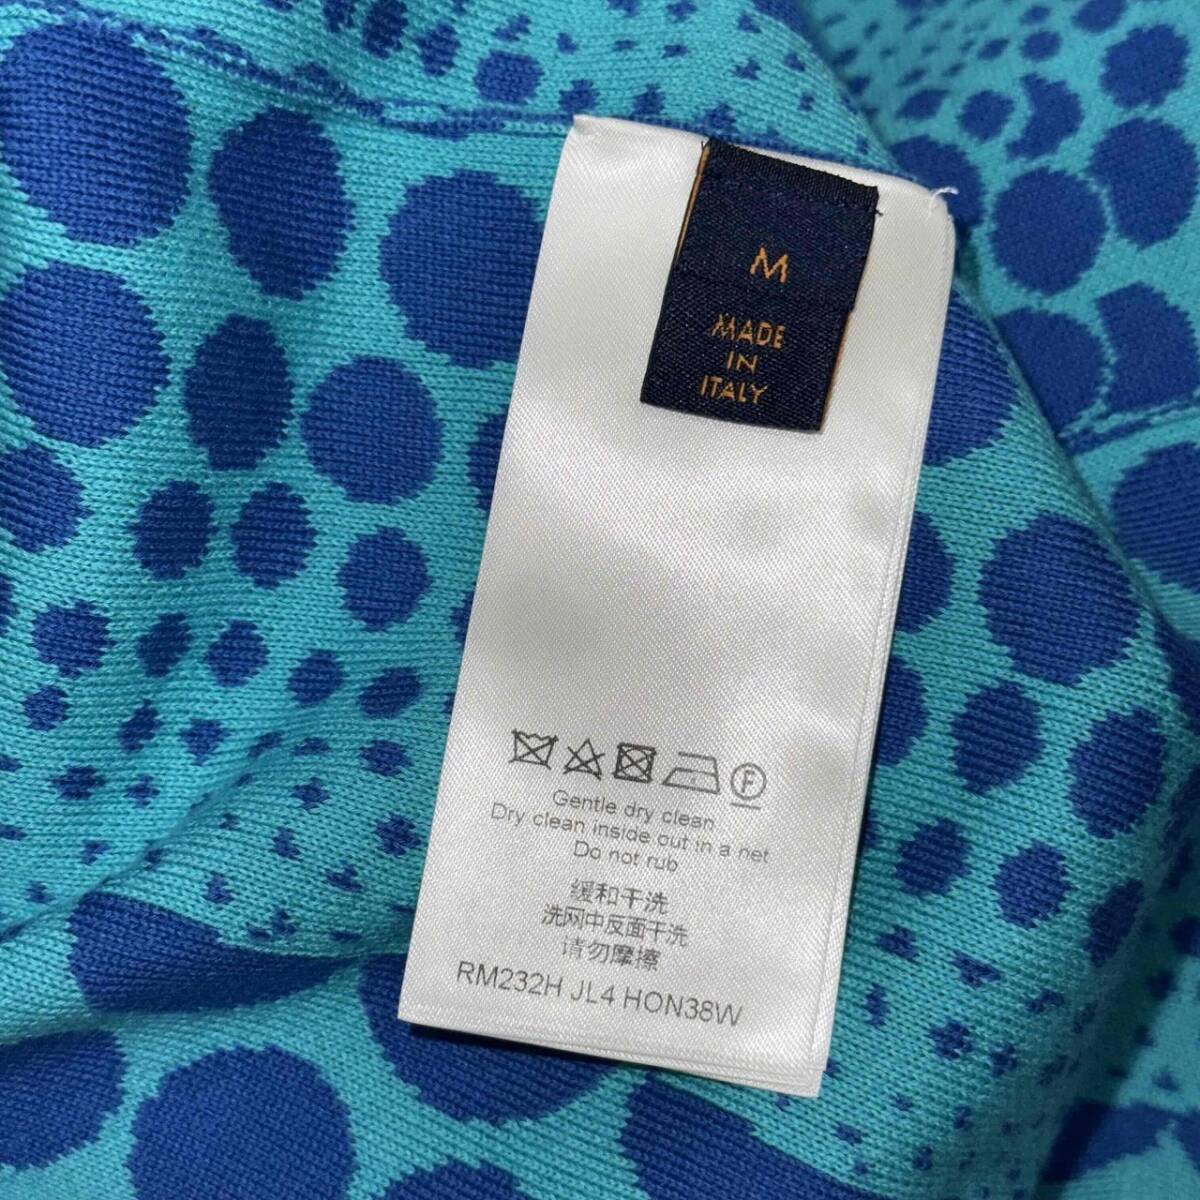 M
MADE
IN
ITALY
F
Gentle dry clean
Dry clean inside out in a net
Do not rub
缓和干洗
洗网中反面干洗
请勿摩擦
RM232H JL4 HON38W